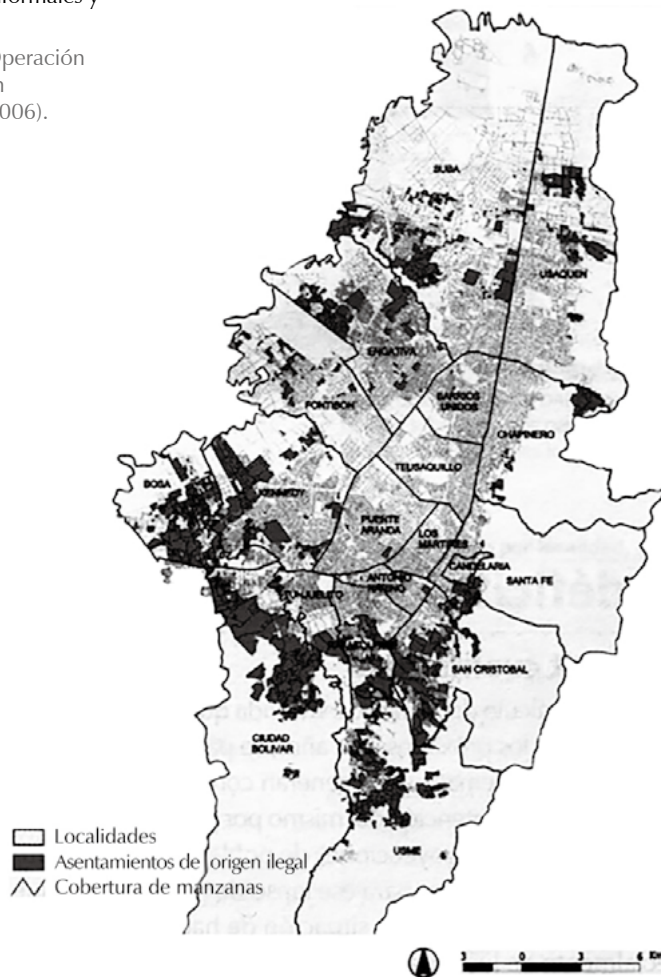 y
Operación
006).
SUBA
USAQUEN
ENGATIVA
BARRIOS
UNIDOS
FONTIBON
CHAPINERO
TEUSAQUILLO
BOSA
KENNEDY
PUENTE
ARANDA
LOS
MARTIRES
CANDELARIA
ANTONIO
NARIÑO
SANTA FE
TUNJUELITO
SAN CRISTOBAL
CIUDAD
BOLIVAR
USME
Localidades
Asentamientos de origen ilegal
Cobertura de manzanas
3 0 3 6